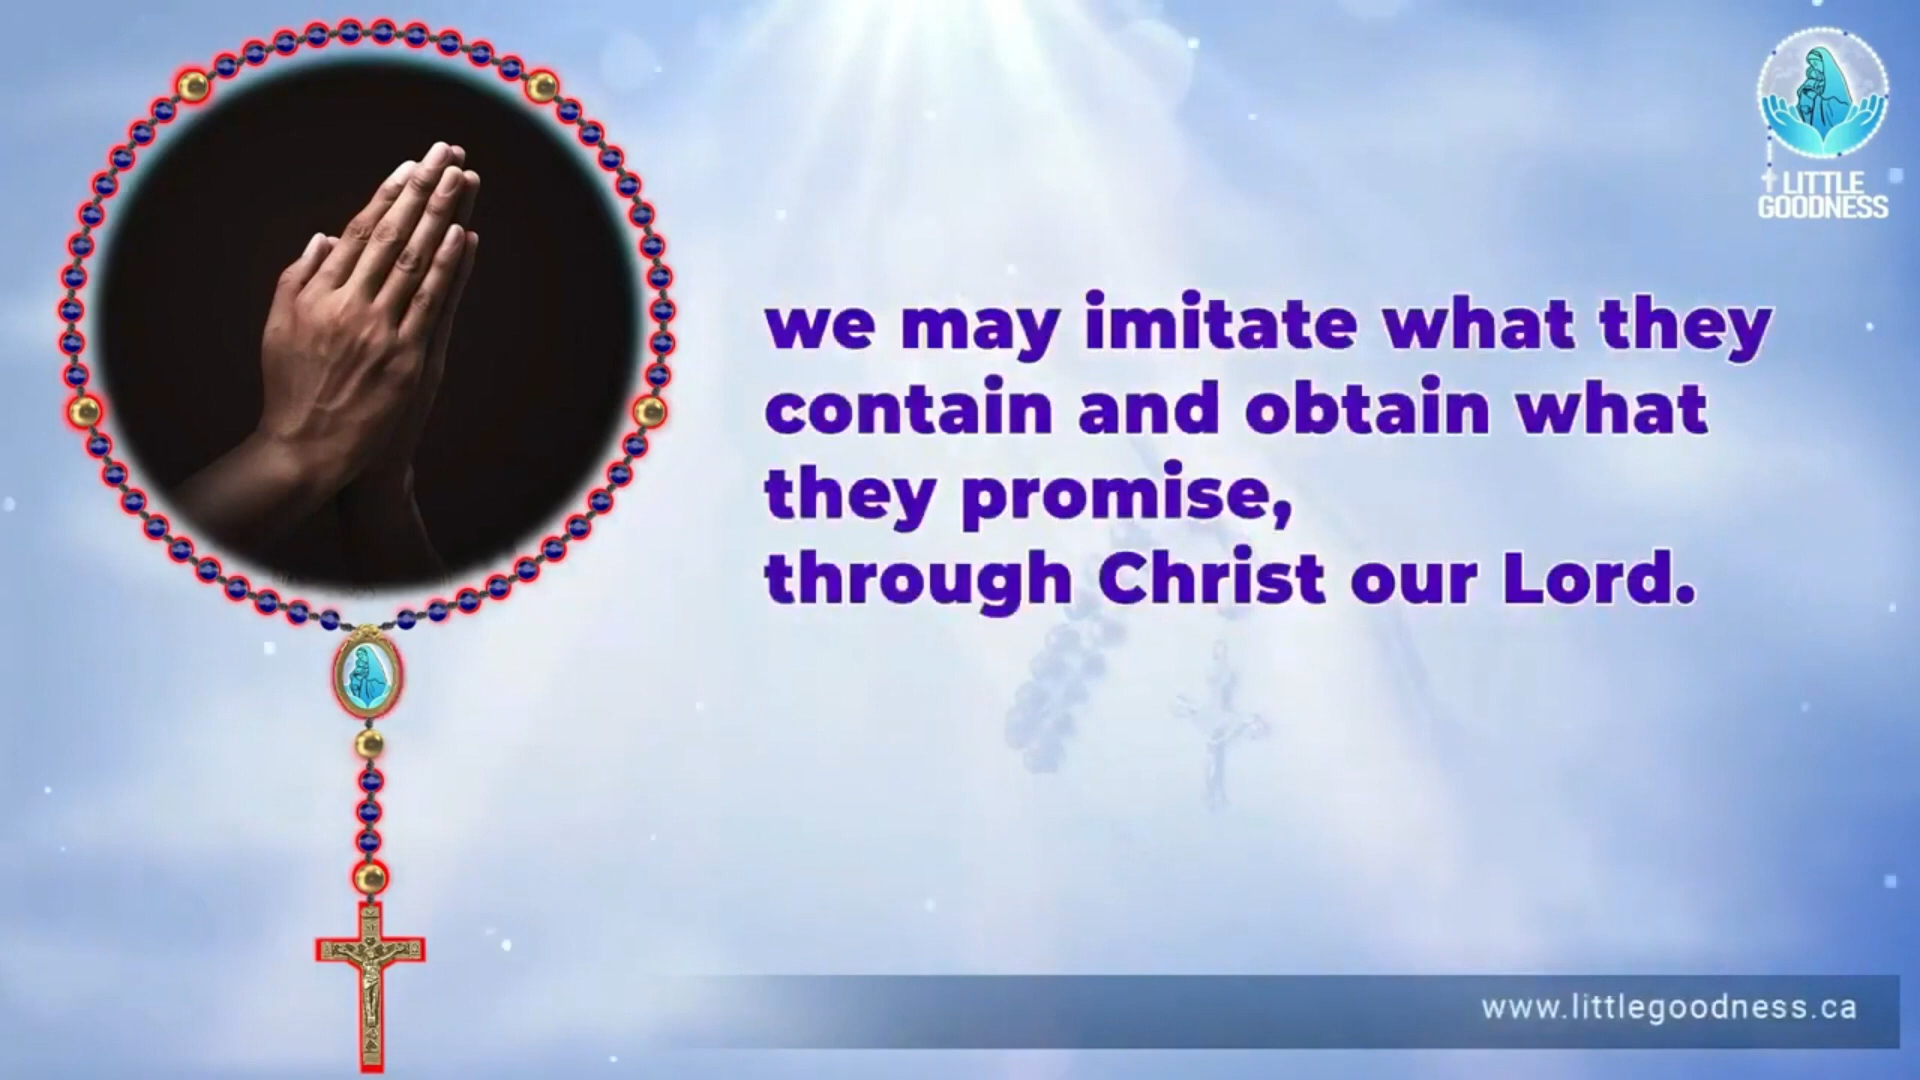 LITTLE
GOODNESS
we may imitate what they
contain and obtain what
they promise,
through Christ our Lord.
www.littlegoodness.ca